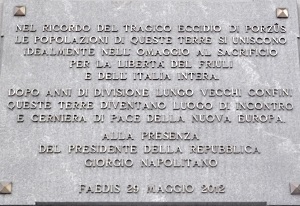 NEL RICORDO DEL TRAGICO ECCIDIO DI PORZÛS
LE POPOLAZIONI DI QUESTE TERRE SI UNISCONO
IDEALMENTE NELL'OMAGGIO AL SACRIFICIO
PER LA LIBERTA' DEL FRIULI
E DELL'ITALIA INTERA.
DOPO ANNI DI DIVISIONE LUNGO VECCHI CONFINI
QUESTE TERRE DIVENTANO LUOGO DI INCONTRO
E CERNIERA DI PACE DELLA NUOVA EUROPA.
ALLA PRESENZA
DEL PRESIDENTE DELLA REPUBBLICA
GIORGIO NAPOLITANO
FAEDIS 29 MAGGIO 2012